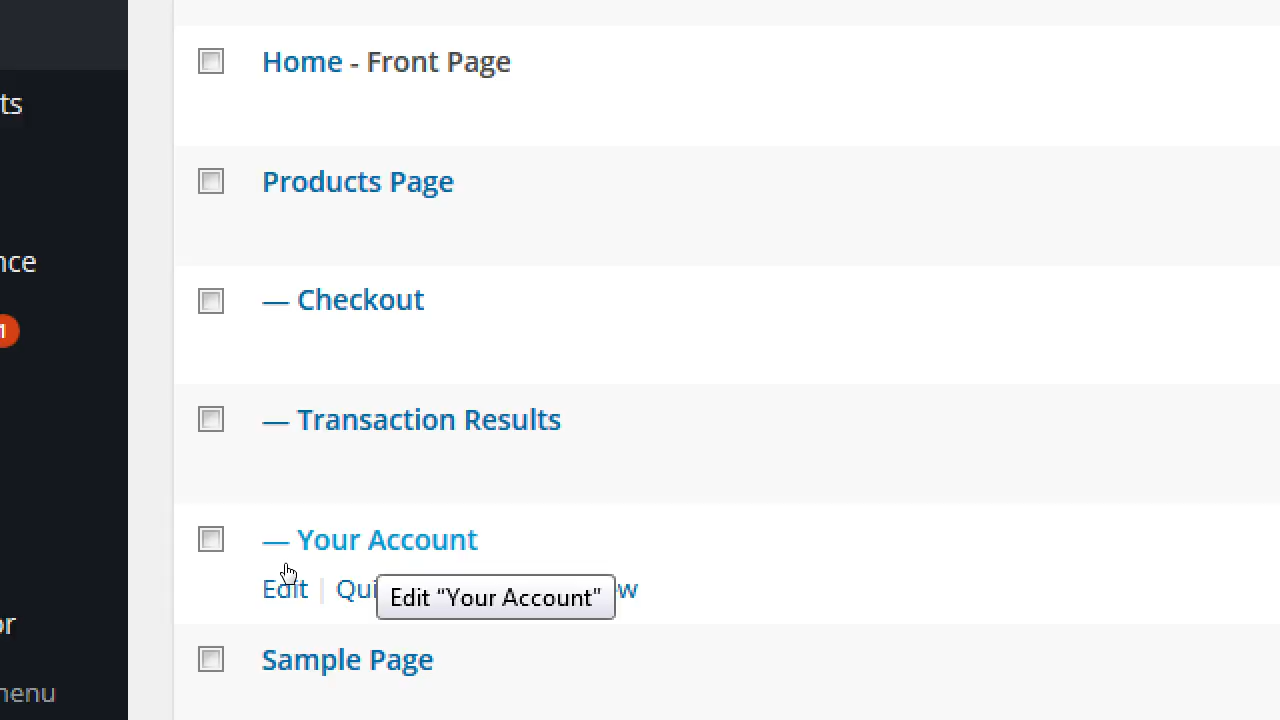 Home - Front Page
ts
Products Page
nce
— Checkout
1
— Transaction Results
— Your Account
Edit | Qui
Edit “Your Account”
w
or
Sample Page
menu